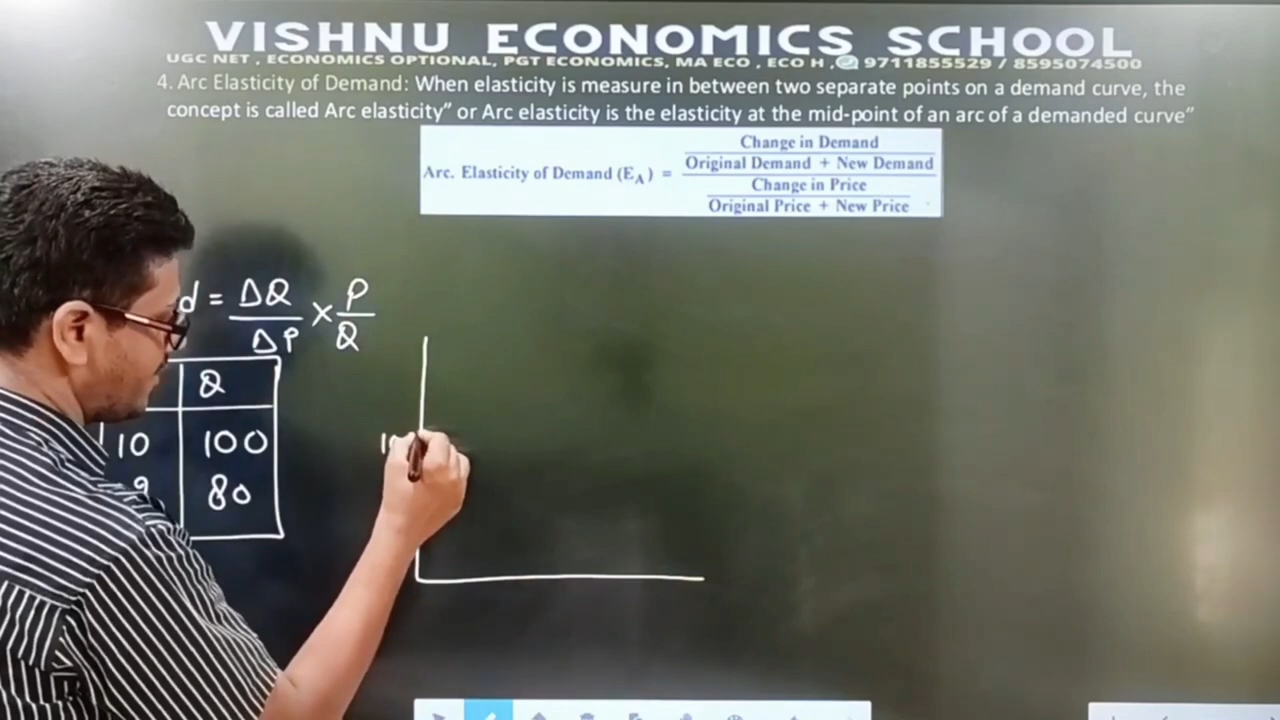 VISHNU ECONOMICS SCHOOL
UGC NET , ECONOMICS OPTIONAL, PGT ECONOMICS, MA ECO , ECO H , 9711855529 / 8595074500
4. Arc Elasticity of Demand: When elasticity is measure in between two separate points on a demand curve, the
concept is called Arc elasticity” or Arc elasticity is the elasticity at the mid-point of an arc of a demanded curve”
Change in Demand
Original Demand + New Demand
Arc. Elasticity of Demand (EA) =
Change in Price
Original Price + New Price
d = ΔQ / ΔP × P / Q
Q
10 100
9 80